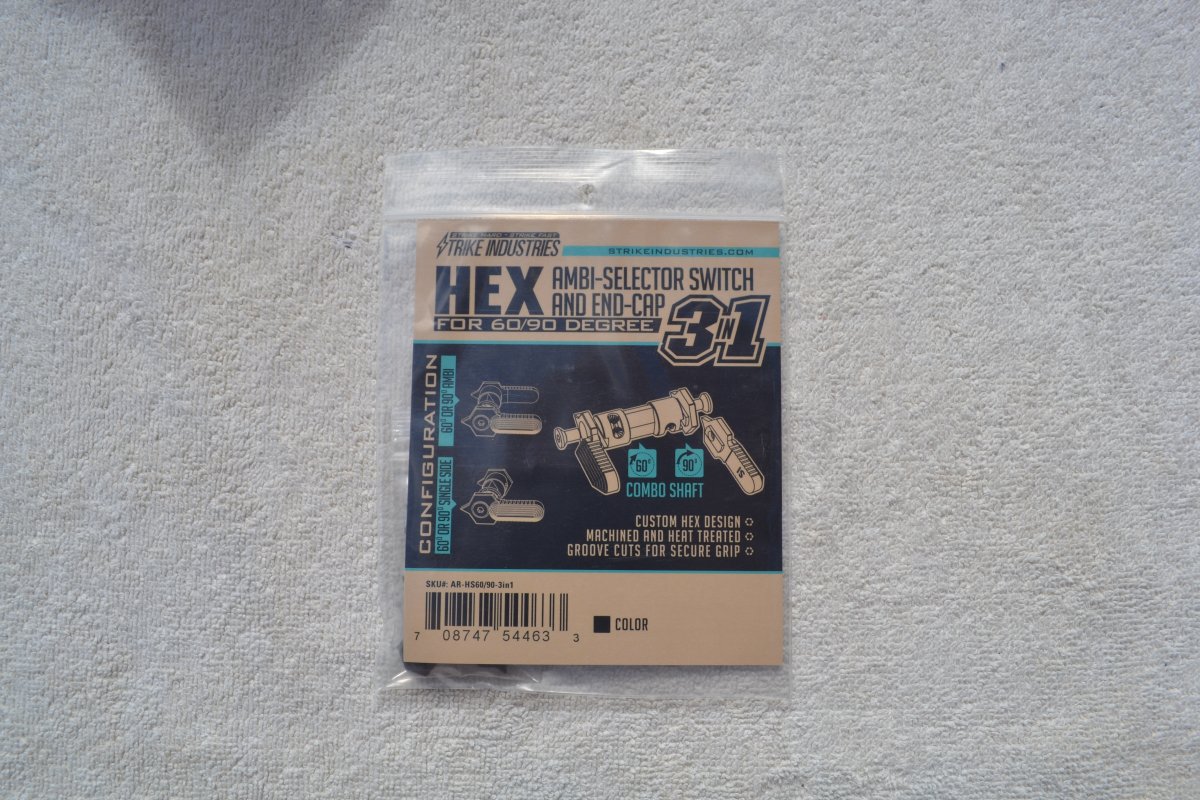 STRIKE HARD - STRIKE FAST
STRIKE INDUSTRIES
STRIKEINDUSTRIES.COM
HEX AMBI-SELECTOR SWITCH
AND END-CAP
FOR 60/90 DEGREE
3 IN 1
CONFIGURATION
60° OR 90° AMBI
60° OR 90° SINGLE SIDE
60°
90°
COMBO SHAFT
SI
CUSTOM HEX DESIGN
MACHINED AND HEAT TREATED
GROOVE CUTS FOR SECURE GRIP
SKU#: AR-HS60/90-3in1
7 08747 54463 3
COLOR